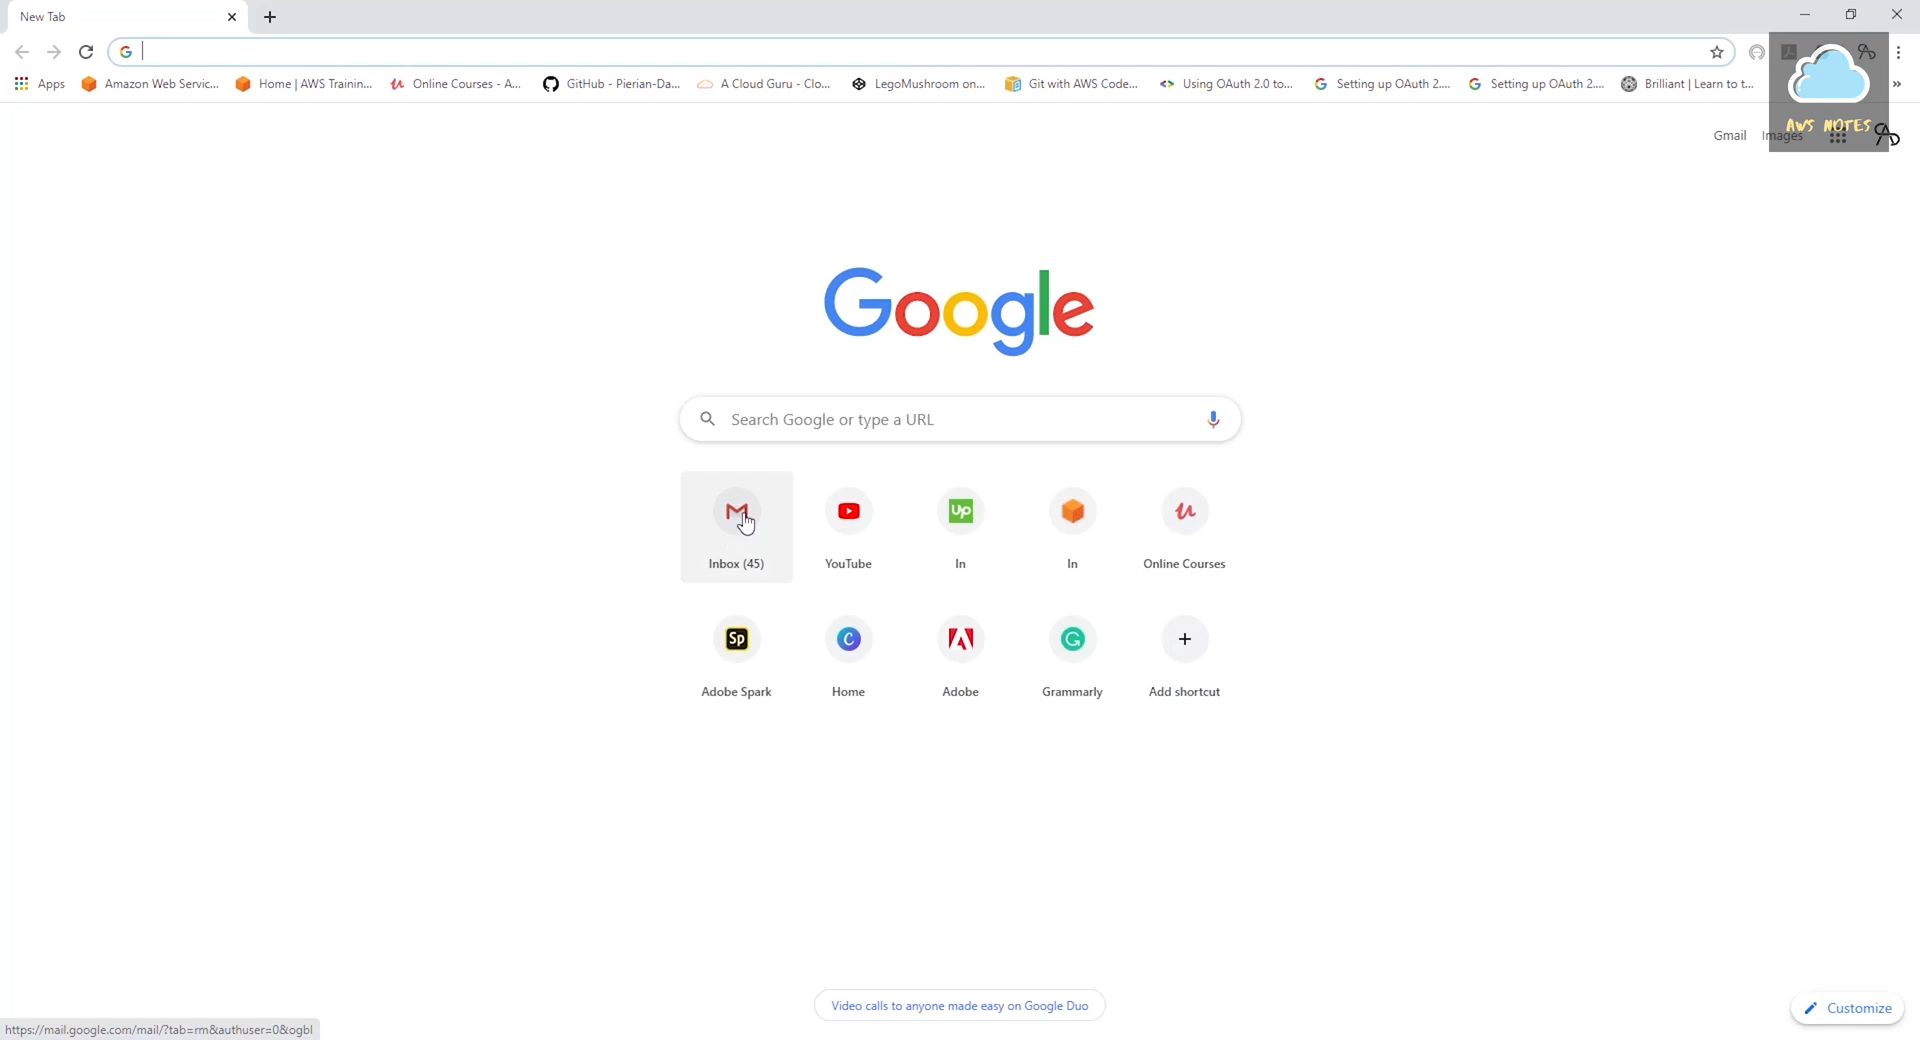 New Tab
Apps
Amazon Web Servic...
Home | AWS Trainin...
Online Courses - A...
GitHub - Pierian-Da...
A Cloud Guru - Clo...
LegoMushroom on...
Git with AWS Code...
Using OAuth 2.0 to...
Setting up OAuth 2....
Setting up OAuth 2....
Brilliant | Learn to t...
AWS NOTES
Gmail
Images
Google
Search Google or type a URL
Up
Inbox (45)
YouTube
In
In
Online Courses
Sp
Adobe Spark
Home
Adobe
Grammarly
Add shortcut
Video calls to anyone made easy on Google Duo
Customize
https://mail.google.com/mail/?tab=rm&authuser=0&ogbl